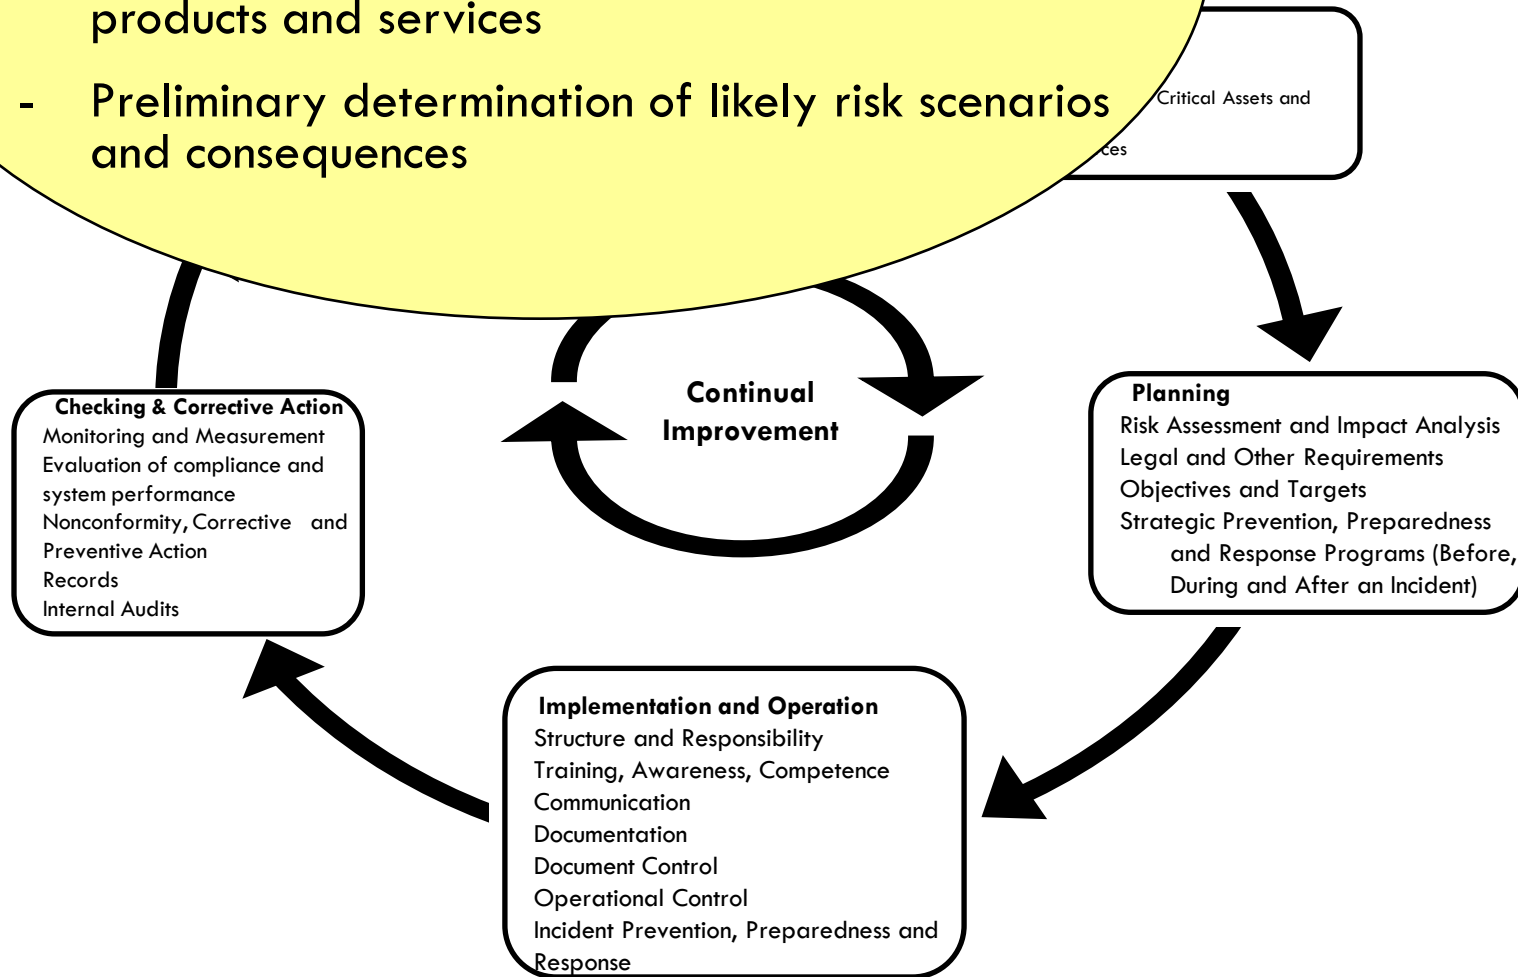 products and services
- Preliminary determination of likely risk scenarios
and consequences
Critical Assets and
Continual
Improvement
Checking & Corrective Action
Monitoring and Measurement
Evaluation of compliance and
system performance
Nonconformity, Corrective and
Preventive Action
Records
Internal Audits
Planning
Risk Assessment and Impact Analysis
Legal and Other Requirements
Objectives and Targets
Strategic Prevention, Preparedness
and Response Programs (Before,
During and After an Incident)
Implementation and Operation
Structure and Responsibility
Training, Awareness, Competence
Communication
Documentation
Document Control
Operational Control
Incident Prevention, Preparedness and
Response